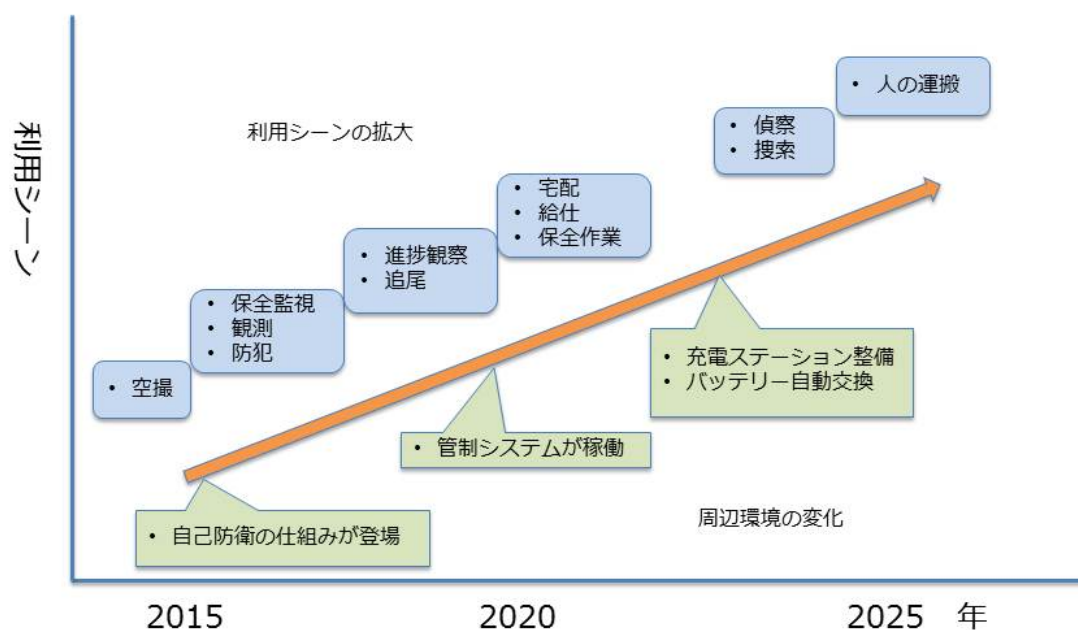 利用シーン
利用シーンの拡大
• 空撮
• 保全監視
• 観測
• 防犯
• 進捗観察
• 追尾
• 宅配
• 給仕
• 保全作業
• 偵察
• 捜索
• 人の運搬
• 自己防衛の仕組みが登場
• 管制システムが稼働
• 充電ステーション整備
• バッテリー自動交換
周辺環境の変化
2015 2020 2025 年